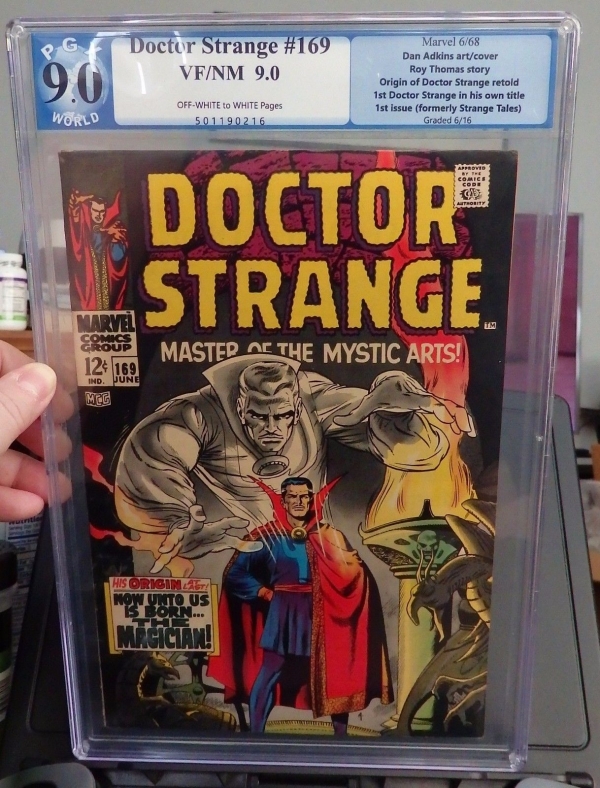 PGX
9.0
WORLD
Doctor Strange #169
VF/NM 9.0
OFF-WHITE to WHITE Pages
501190216
Marvel 6/68
Dan Adkins art/cover
Roy Thomas story
Origin of Doctor Strange retold
1st Doctor Strange in his own title
1st issue (formerly Strange Tales)
Graded 6/16
APPROVED
BY THE
COMICS
CODE
AUTHORITY
DOCTOR
STRANGE
TM
MASTER OF THE MYSTIC ARTS!
MARVEL
COMICS
GROUP
12¢
IND.
169
JUNE
MCG
HIS ORIGIN AT LAST!
NOW UNTO US
IS BORN...
THE
MAGICIAN!